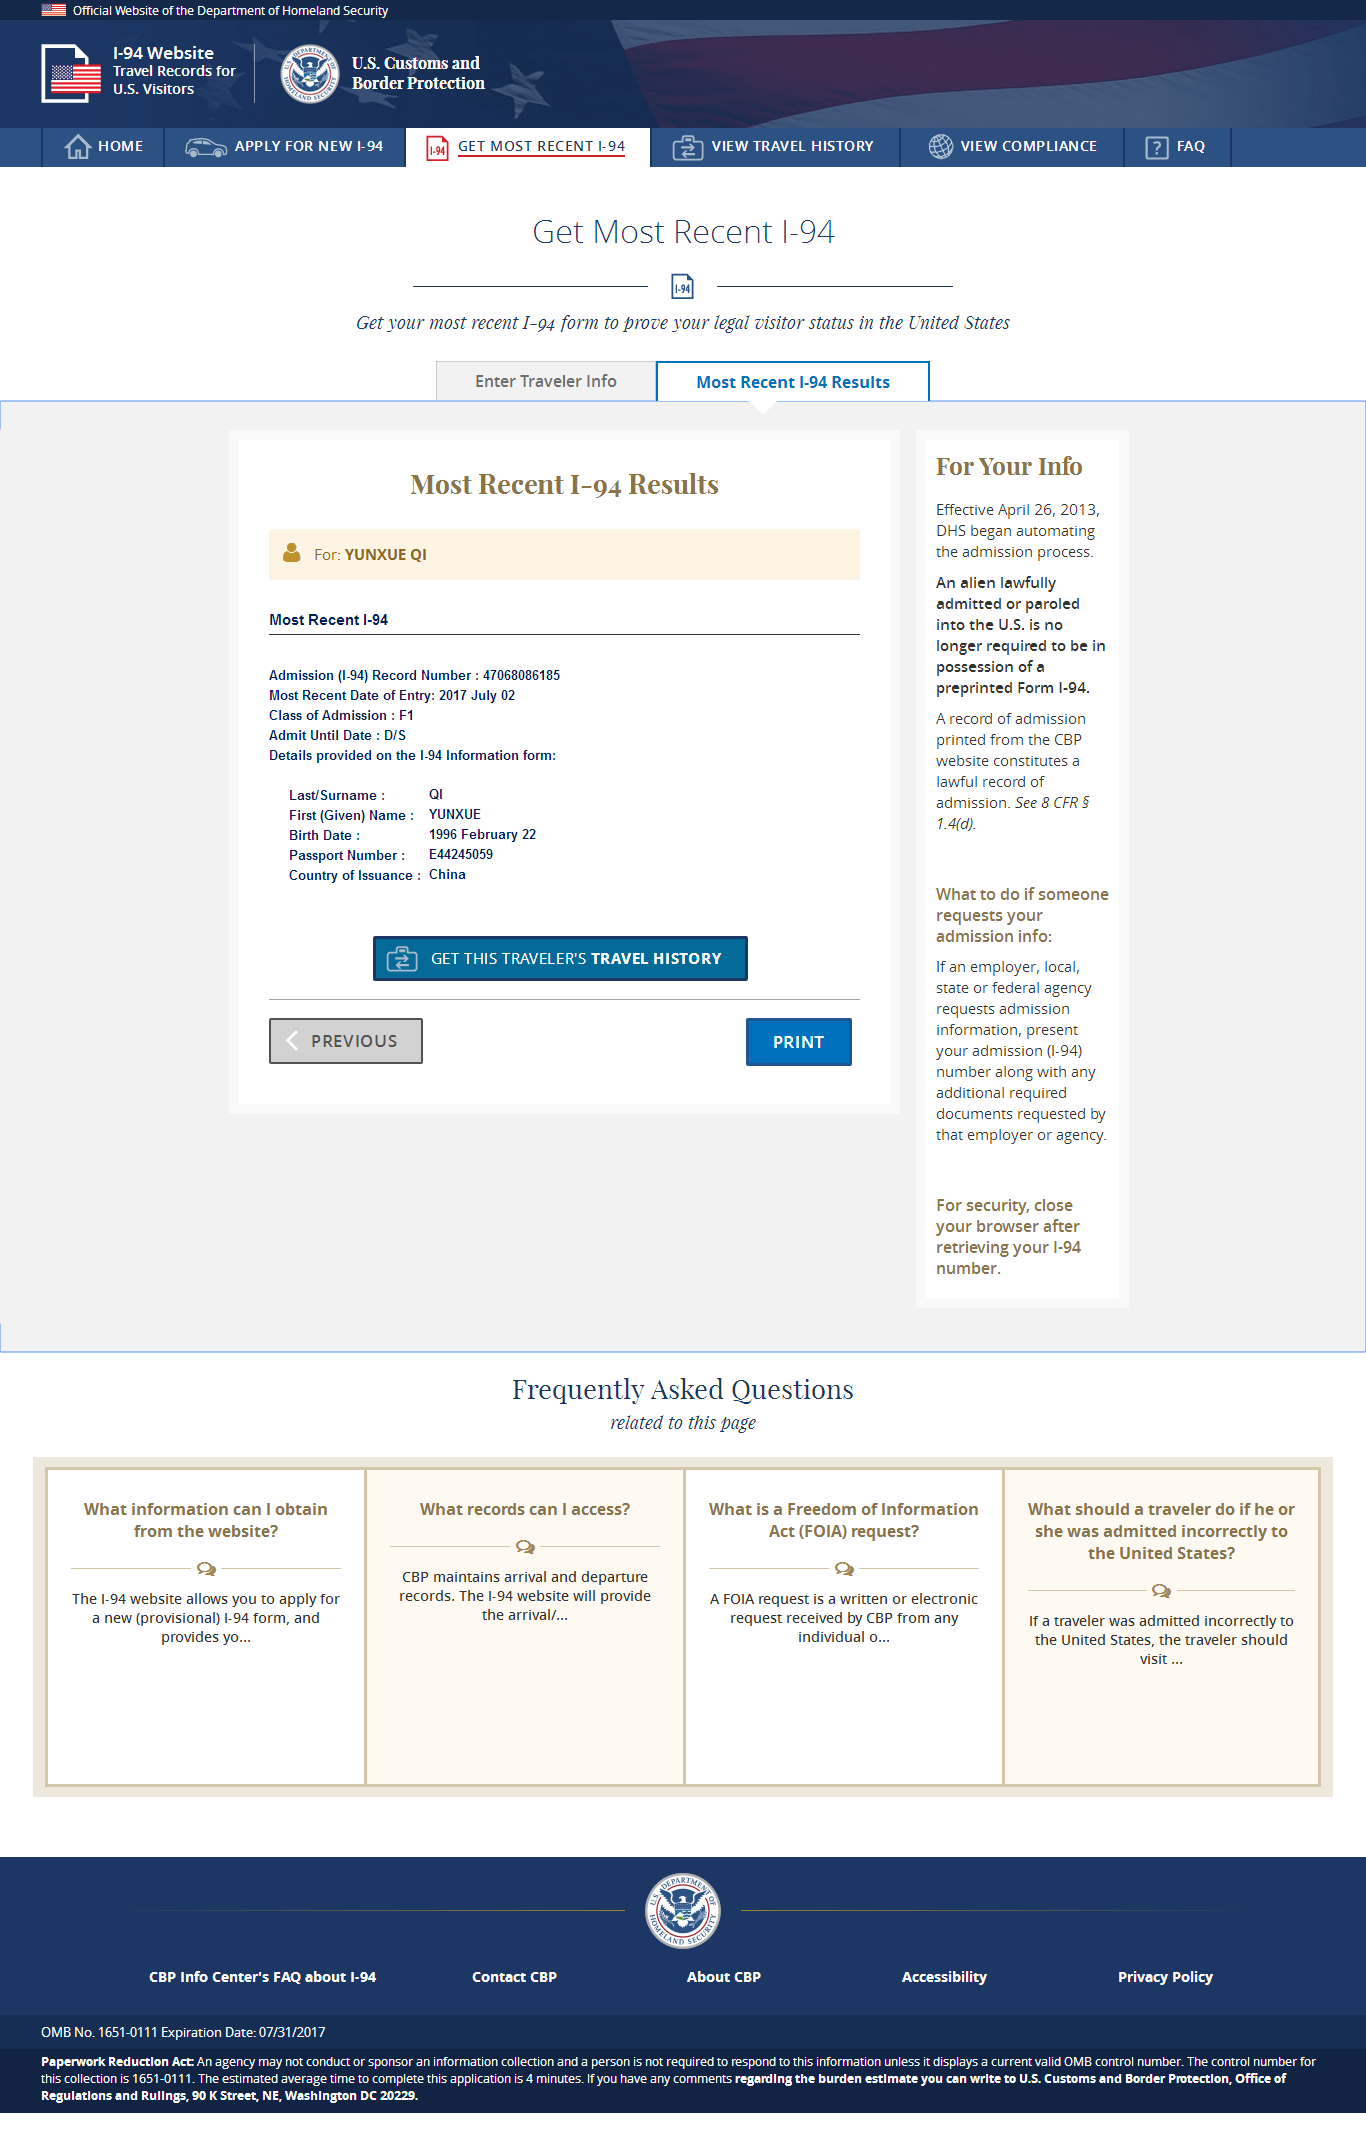 Official Website of the Department of Homeland Security
I-94 Website
Travel Records for
U.S. Visitors
U.S. DEPARTMENT OF HOMELAND SECURITY
U.S. Customs and
Border Protection
HOME
APPLY FOR NEW I-94
I-94
GET MOST RECENT I-94
VIEW TRAVEL HISTORY
VIEW COMPLIANCE
?
FAQ
Get Most Recent I-94
I-94
Get your most recent I-94 form to prove your legal visitor status in the United States
Enter Traveler Info
Most Recent I-94 Results
Most Recent I-94 Results
For: YUNXUE QI
Most Recent I-94
Admission (I-94) Record Number : 47068086185
Most Recent Date of Entry: 2017 July 02
Class of Admission : F1
Admit Until Date : D/S
Details provided on the I-94 Information form:
Last/Surname : QI
First (Given) Name : YUNXUE
Birth Date : 1996 February 22
Passport Number : E44245059
Country of Issuance : China
GET THIS TRAVELER'S TRAVEL HISTORY
PREVIOUS
PRINT
For Your Info
Effective April 26, 2013,
DHS began automating
the admission process.
An alien lawfully
admitted or paroled
into the U.S. is no
longer required to be in
possession of a
preprinted Form I-94.
A record of admission
printed from the CBP
website constitutes a
lawful record of
admission. See 8 CFR §
1.4(d).
What to do if someone
requests your
admission info:
If an employer, local,
state or federal agency
requests admission
information, present
your admission (I-94)
number along with any
additional required
documents requested by
that employer or agency.
For security, close
your browser after
retrieving your I-94
number.
Frequently Asked Questions
related to this page
What information can I obtain
from the website?
The I-94 website allows you to apply for
a new (provisional) I-94 form, and
provides yo...
What records can I access?
CBP maintains arrival and departure
records. The I-94 website will provide
the arrival/...
What is a Freedom of Information
Act (FOIA) request?
A FOIA request is a written or electronic
request received by CBP from any
individual o...
What should a traveler do if he or
she was admitted incorrectly to
the United States?
If a traveler was admitted incorrectly to
the United States, the traveler should
visit ...
U.S. DEPARTMENT OF HOMELAND SECURITY
CBP Info Center's FAQ about I-94
Contact CBP
About CBP
Accessibility
Privacy Policy
OMB No. 1651-0111 Expiration Date: 07/31/2017
Paperwork Reduction Act: An agency may not conduct or sponsor an information collection and a person is not required to respond to this information unless it displays a current valid OMB control number. The control number for
this collection is 1651-0111. The estimated average time to complete this application is 4 minutes. If you have any comments regarding the burden estimate you can write to U.S. Customs and Border Protection, Office of
Regulations and Rulings, 90 K Street, NE, Washington DC 20229.